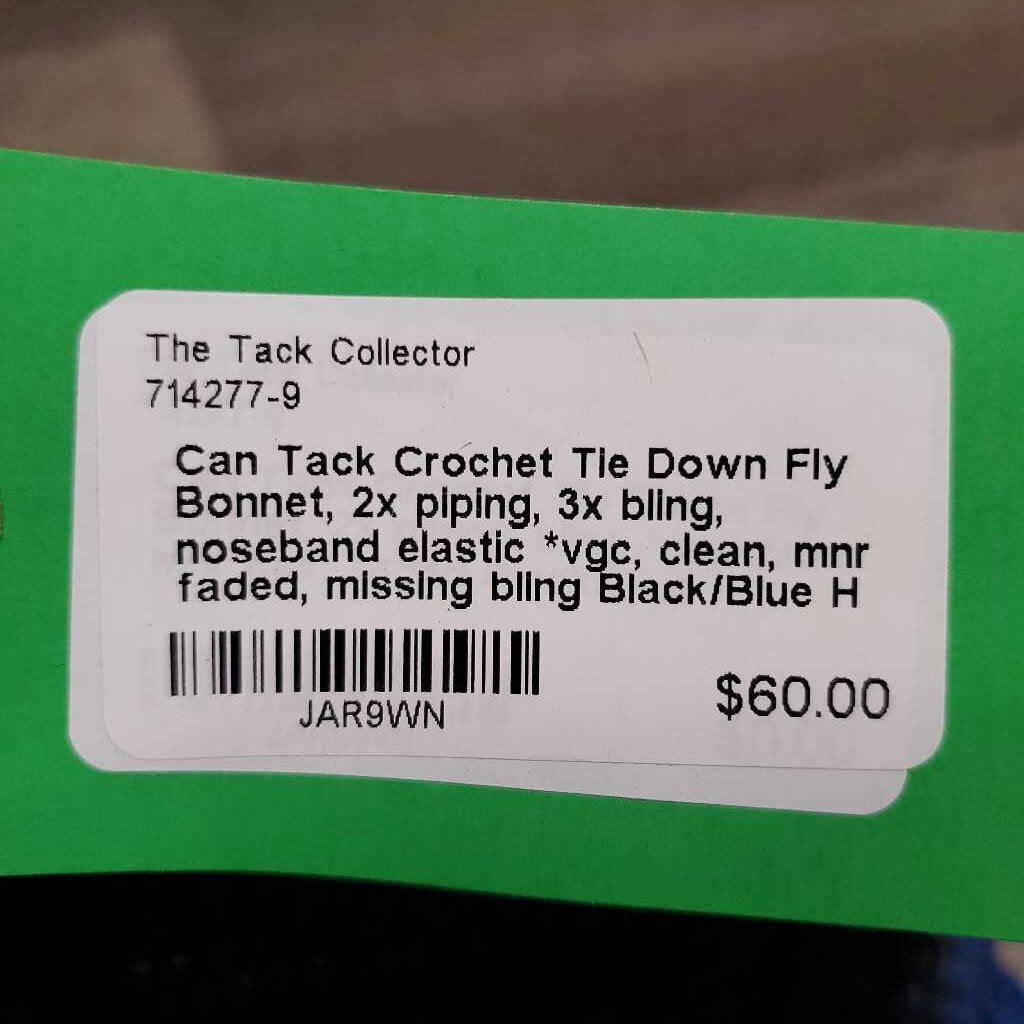 The Tack Collector
714277-9
Can Tack Crochet Tie Down Fly
Bonnet, 2x piping, 3x bling,
noseband elastic *vgc, clean, mnr
faded, missing bling Black/Blue H
JAR9WN
$60.00